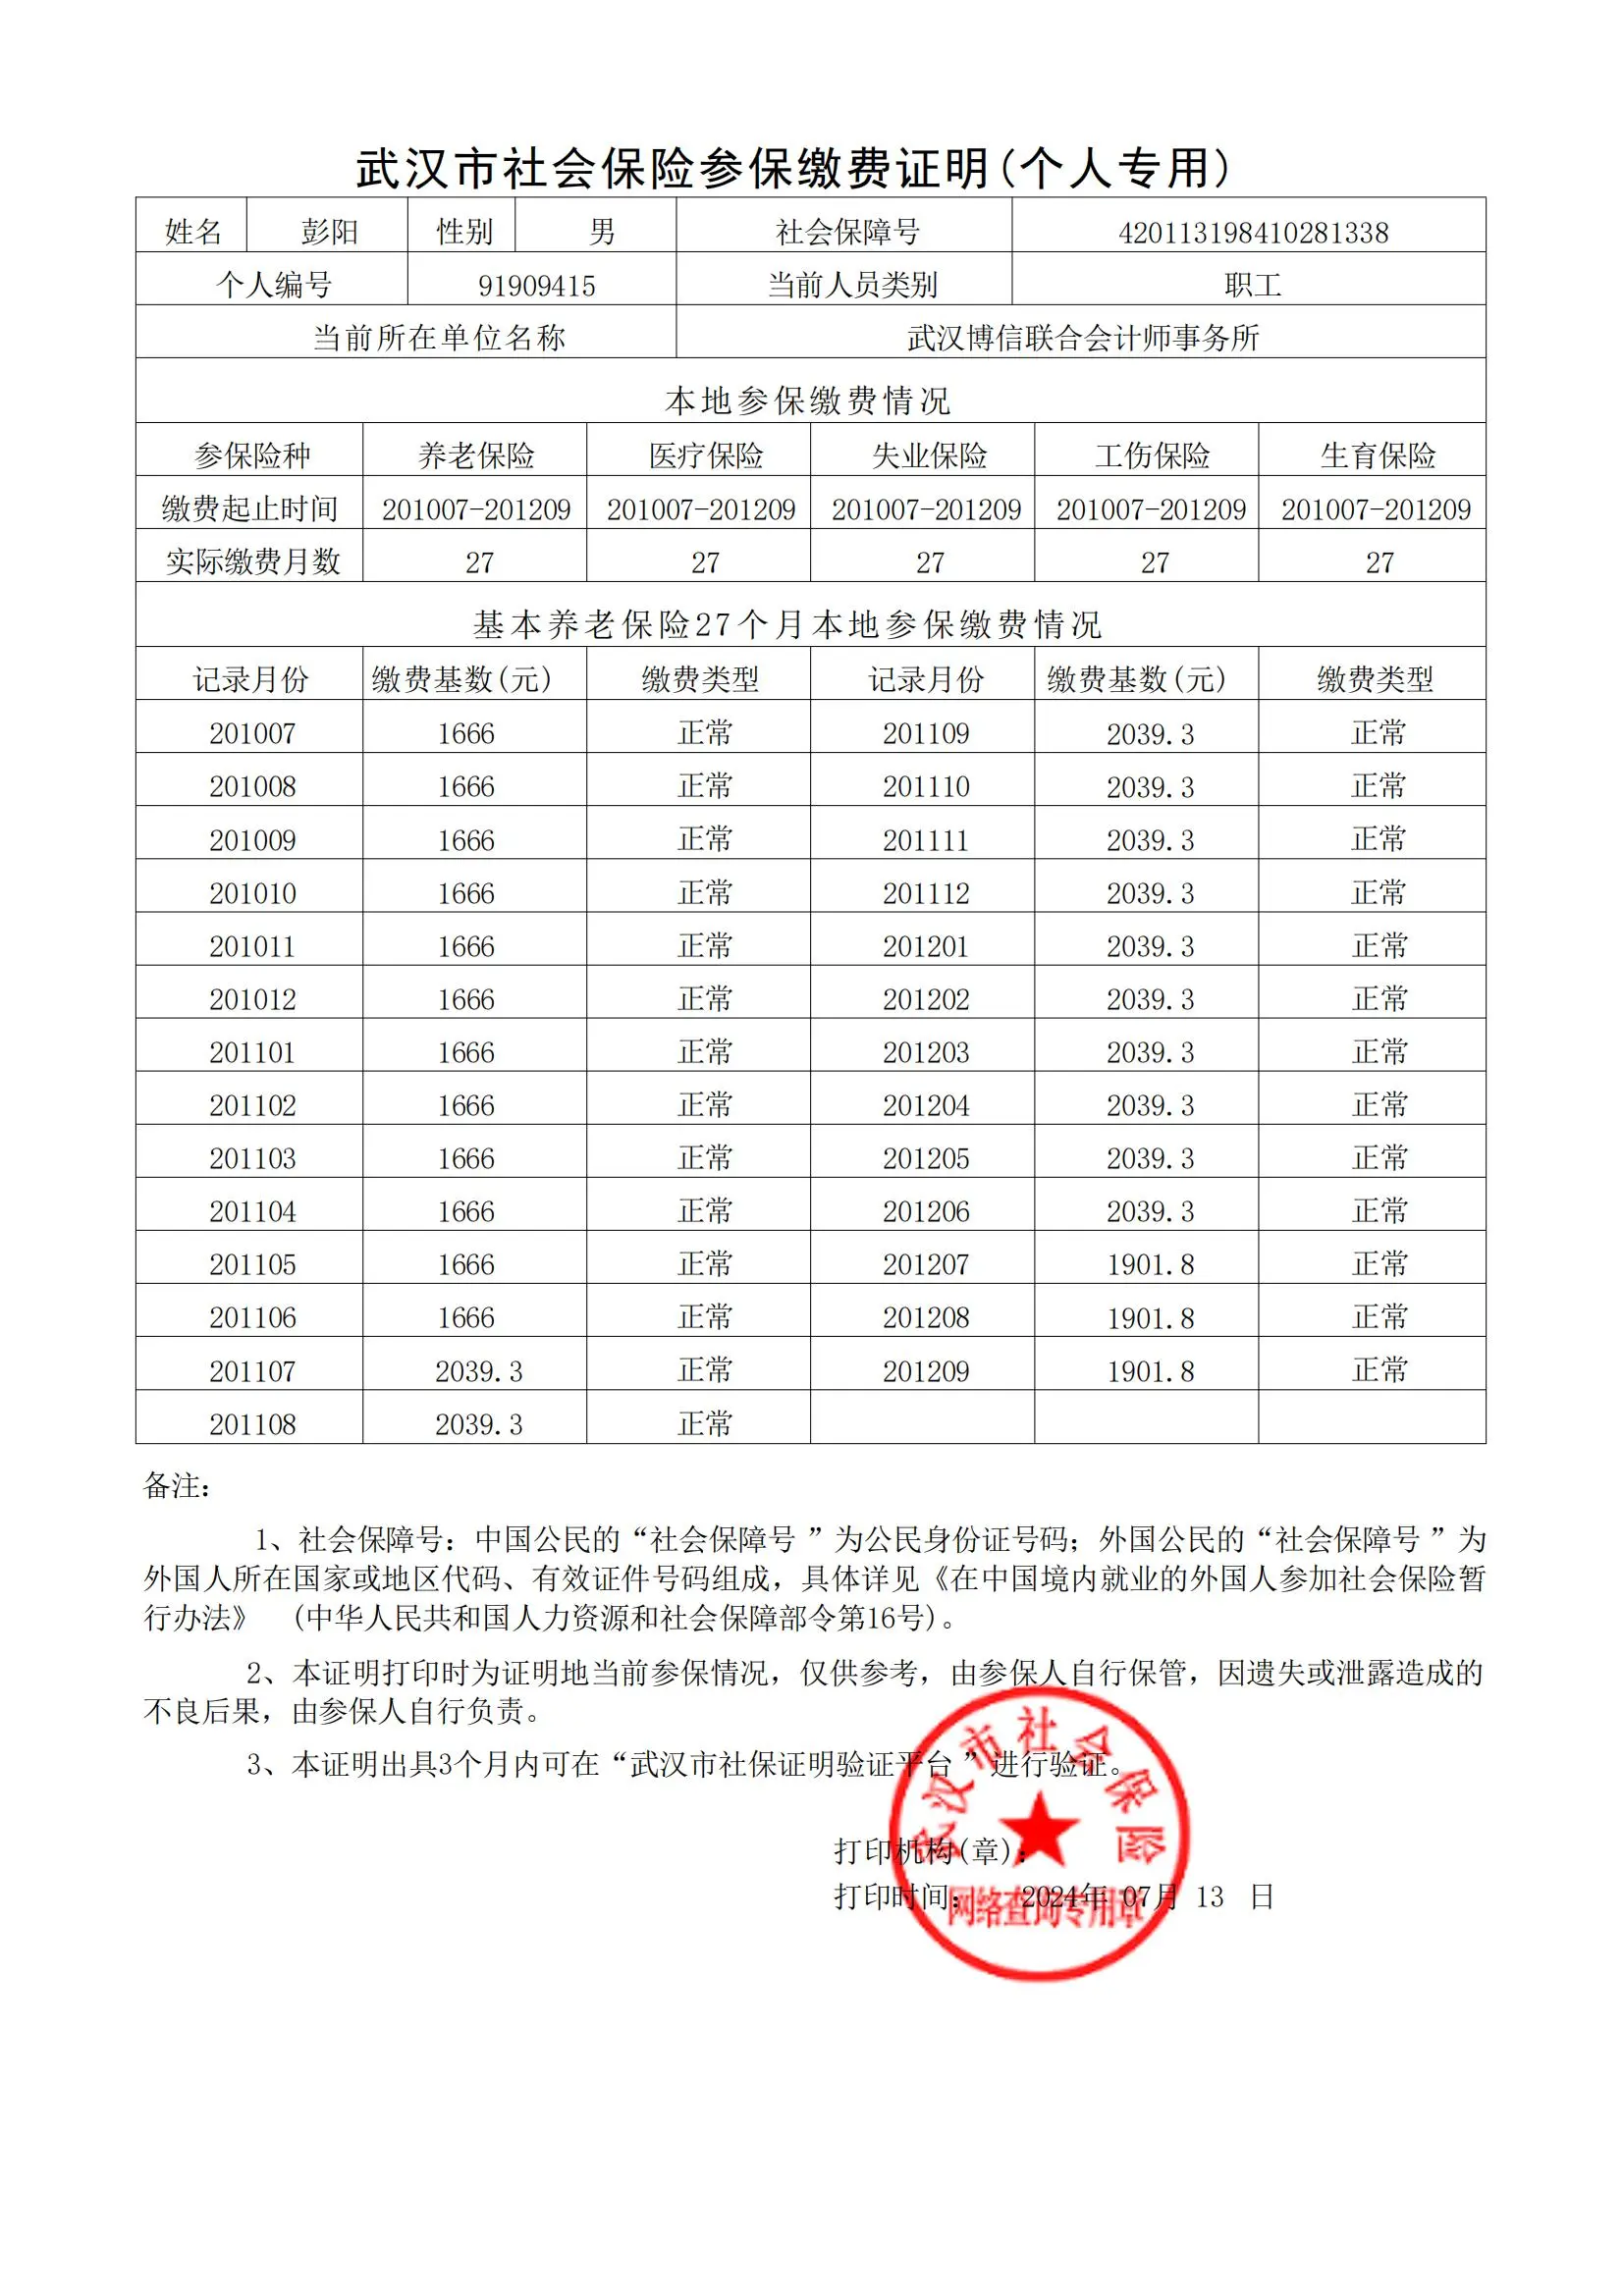 武汉市社会保险参保缴费证明(个人专用)
姓名 彭阳 性别 男 社会保障号 420113198410281338
个人编号 91909415 当前人员类别 职工
当前所在单位名称 武汉博信联合会计师事务所
本地参保缴费情况
参保险种 养老保险 医疗保险 失业保险 工伤保险 生育保险
缴费起止时间 201007-201209 201007-201209 201007-201209 201007-201209 201007-201209
实际缴费月数 27 27 27 27 27
基本养老保险27个月本地参保缴费情况
记录月份 缴费基数(元) 缴费类型 记录月份 缴费基数(元) 缴费类型
201007 1666 正常 201109 2039.3 正常
201008 1666 正常 201110 2039.3 正常
201009 1666 正常 201111 2039.3 正常
201010 1666 正常 201112 2039.3 正常
201011 1666 正常 201201 2039.3 正常
201012 1666 正常 201202 2039.3 正常
201101 1666 正常 201203 2039.3 正常
201102 1666 正常 201204 2039.3 正常
201103 1666 正常 201205 2039.3 正常
201104 1666 正常 201206 2039.3 正常
201105 1666 正常 201207 1901.8 正常
201106 1666 正常 201208 1901.8 正常
201107 2039.3 正常 201209 1901.8 正常
201108 2039.3 正常
备注：
1、社会保障号：中国公民的“社会保障号 ”为公民身份证号码；外国公民的“社会保障号 ”为
外国人所在国家或地区代码、有效证件号码组成，具体详见《在中国境内就业的外国人参加社会保险暂
行办法》 (中华人民共和国人力资源和社会保障部令第16号)。
2、本证明打印时为证明地当前参保情况，仅供参考，由参保人自行保管，因遗失或泄露造成的
不良后果，由参保人自行负责。
3、本证明出具3个月内可在“武汉市社保证明验证平台 ”进行验证。
打印机构(章)：
打印时间： 2024年 07月 13 日
武汉市社会保险
网络查询专用章